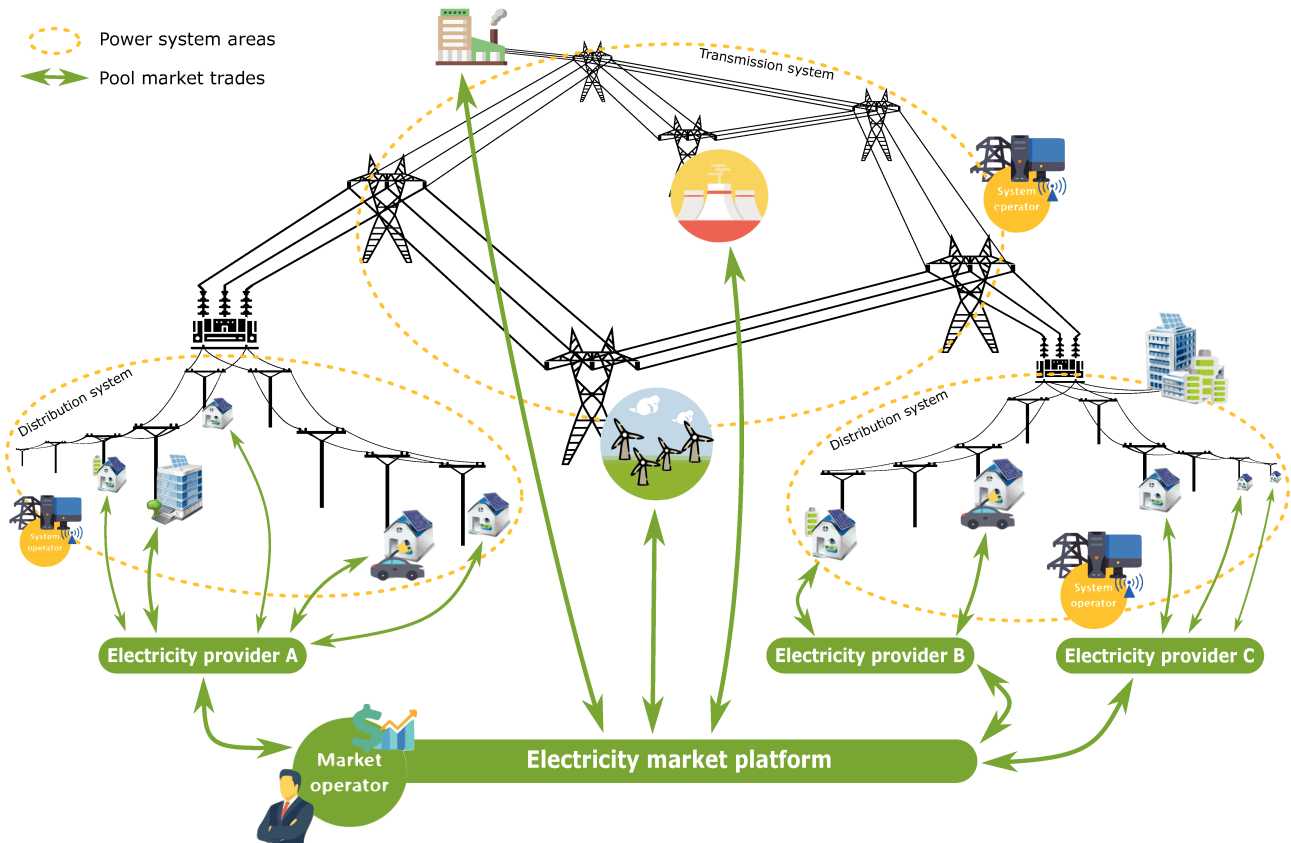 Power system areas
Pool market trades
Transmission system
System
operator
Distribution system
Distribution system
System
operator
System
operator
Electricity provider A
Electricity provider B
Electricity provider C
Market
operator
Electricity market platform